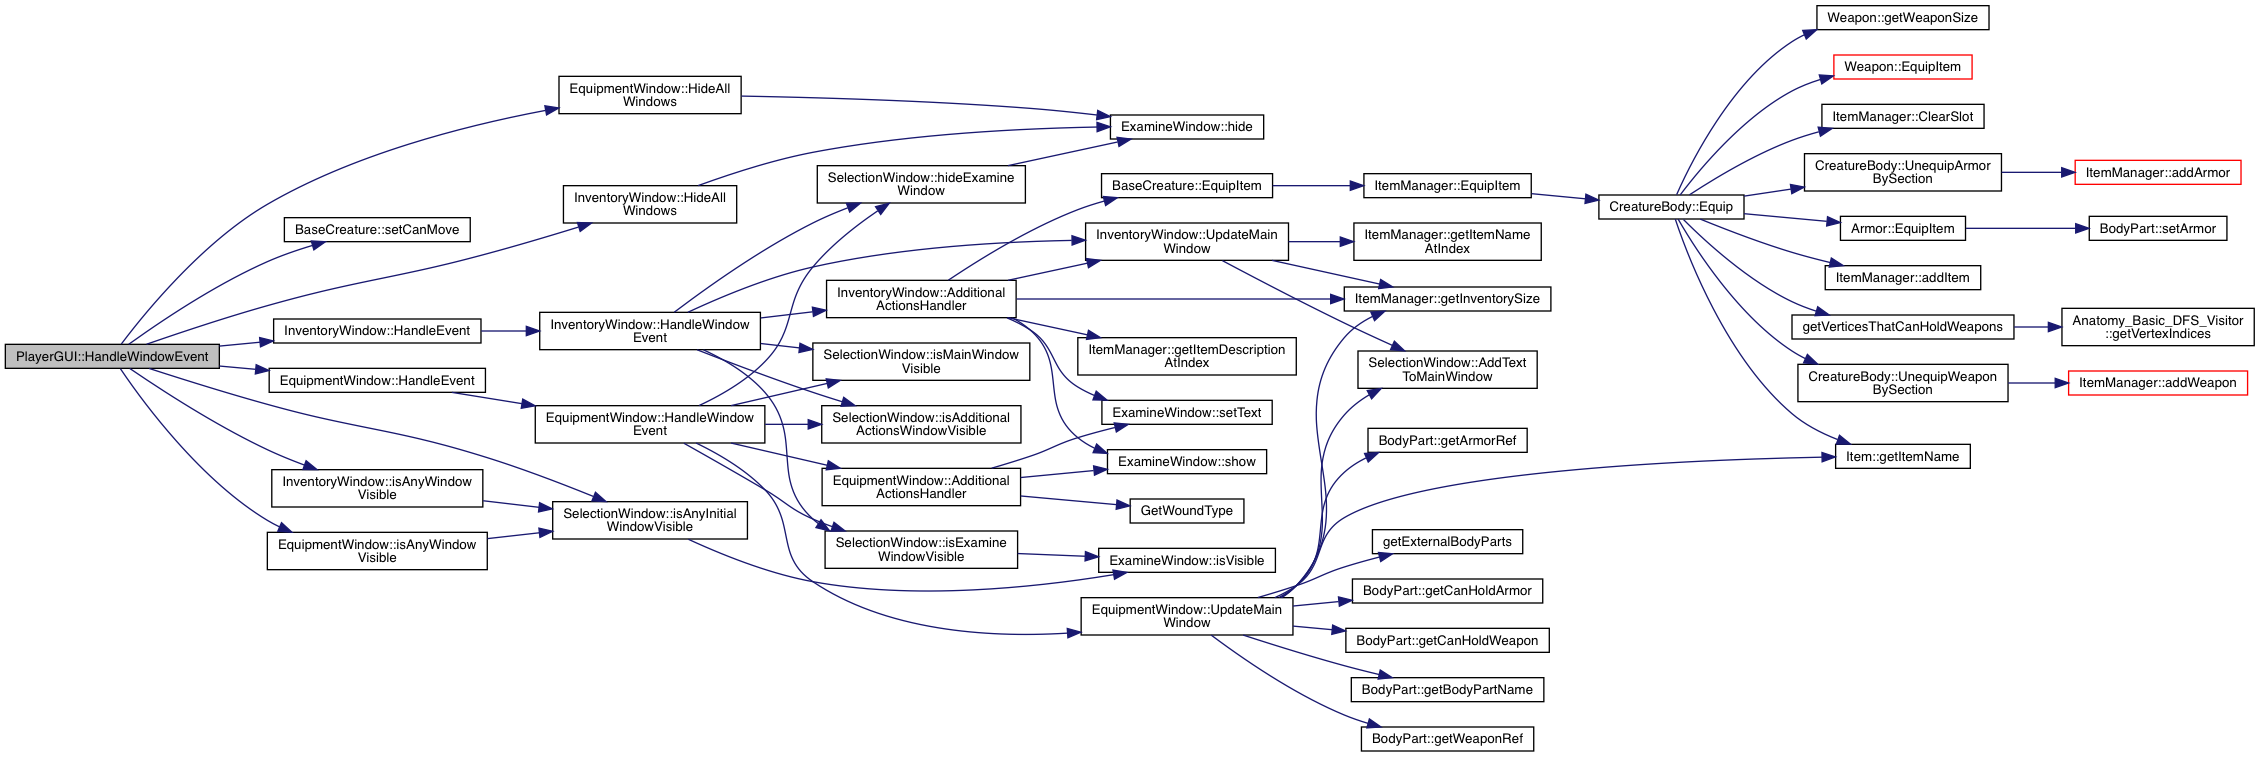 PlayerGUI::HandleWindowEvent
EquipmentWindow::HideAll
Windows
BaseCreature::setCanMove
InventoryWindow::HideAll
Windows
InventoryWindow::HandleEvent
EquipmentWindow::HandleEvent
InventoryWindow::isAnyWindow
Visible
EquipmentWindow::isAnyWindow
Visible
InventoryWindow::HandleWindow
Event
EquipmentWindow::HandleWindow
Event
SelectionWindow::isAnyInitial
WindowVisible
SelectionWindow::hideExamine
Window
InventoryWindow::Additional
ActionsHandler
SelectionWindow::isMainWindow
Visible
SelectionWindow::isAdditional
ActionsWindowVisible
EquipmentWindow::Additional
ActionsHandler
SelectionWindow::isExamine
WindowVisible
ExamineWindow::hide
BaseCreature::EquipItem
InventoryWindow::UpdateMain
Window
ItemManager::getItemDescription
AtIndex
ExamineWindow::setText
ExamineWindow::show
GetWoundType
ExamineWindow::isVisible
EquipmentWindow::UpdateMain
Window
ItemManager::EquipItem
ItemManager::getItemName
AtIndex
ItemManager::getInventorySize
SelectionWindow::AddText
ToMainWindow
BodyPart::getArmorRef
getExternalBodyParts
BodyPart::getCanHoldArmor
BodyPart::getCanHoldWeapon
BodyPart::getBodyPartName
BodyPart::getWeaponRef
CreatureBody::Equip
Weapon::getWeaponSize
Weapon::EquipItem
ItemManager::ClearSlot
CreatureBody::UnequipArmor
BySection
Armor::EquipItem
ItemManager::addItem
getVerticesThatCanHoldWeapons
CreatureBody::UnequipWeapon
BySection
Item::getItemName
ItemManager::addArmor
BodyPart::setArmor
Anatomy_Basic_DFS_Visitor
::getVertexIndices
ItemManager::addWeapon